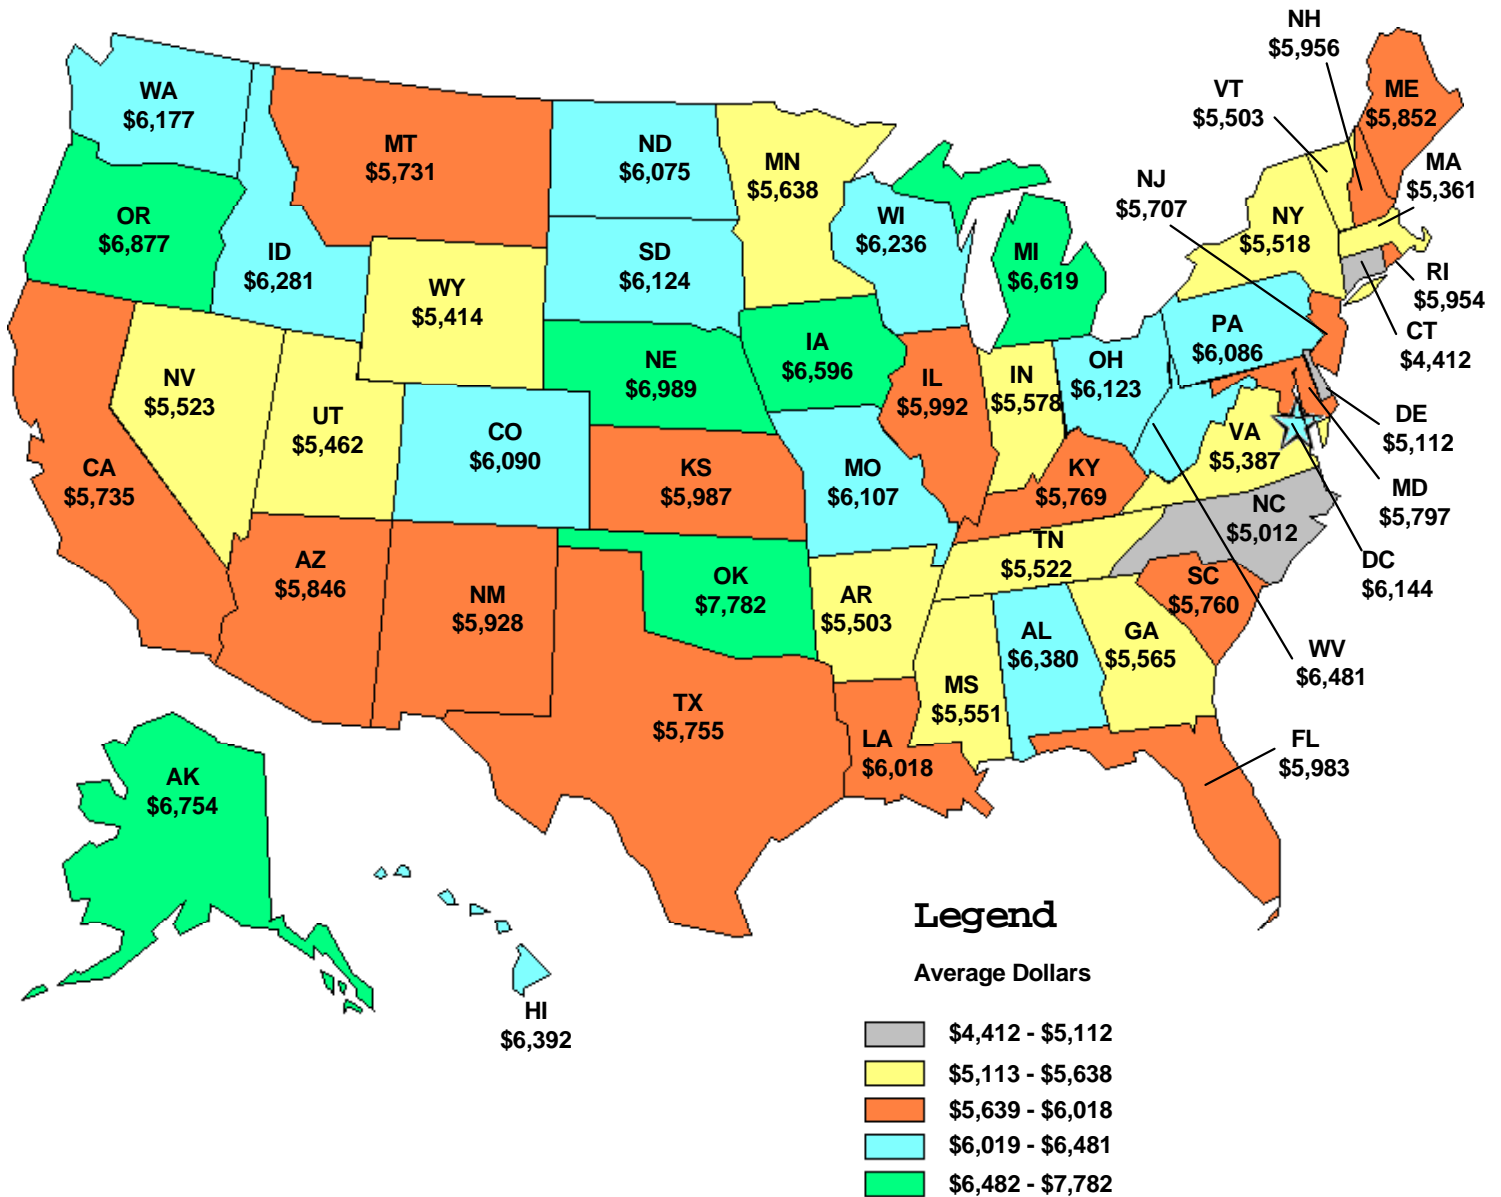 NH
$5,956
VT
$5,503
ME
$5,852
WA
$6,177
MT
$5,731
ND
$6,075
MN
$5,638
MA
$5,361
NJ
$5,707
OR
$6,877
ID
$6,281
SD
$6,124
WI
$6,236
MI
$6,619
NY
$5,518
RI
$5,954
WY
$5,414
CT
$4,412
PA
$6,086
NV
$5,523
UT
$5,462
NE
$6,989
IA
$6,596
IL
$5,992
IN
$5,578
OH
$6,123
DE
$5,112
CA
$5,735
CO
$6,090
KS
$5,987
MO
$6,107
KY
$5,769
VA
$5,387
MD
$5,797
NC
$5,012
DC
$6,144
AZ
$5,846
NM
$5,928
OK
$7,782
AR
$5,503
TN
$5,522
SC
$5,760
AL
$6,380
GA
$5,565
WV
$6,481
MS
$5,551
TX
$5,755
LA
$6,018
FL
$5,983
AK
$6,754
HI
$6,392
Legend
Average Dollars
$4,412 - $5,112
$5,113 - $5,638
$5,639 - $6,018
$6,019 - $6,481
$6,482 - $7,782